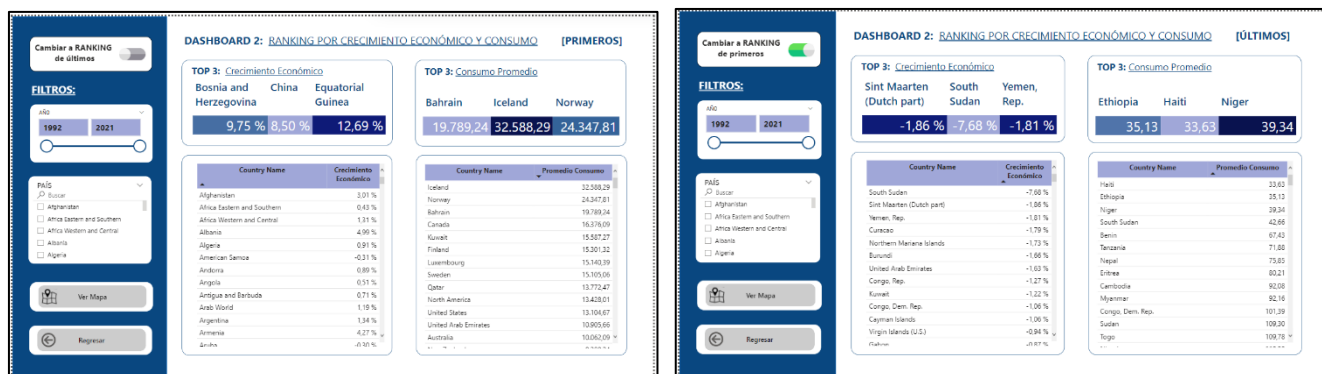 Cambiar a RANKING
de últimos
FILTROS:
AÑO
1992 2021
PAÍS
Buscar
Afghanistan
Africa Eastern and Southern
Africa Western and Central
Albania
Algeria
Ver Mapa
Regresar
DASHBOARD 2: RANKING POR CRECIMIENTO ECONÓMICO Y CONSUMO [PRIMEROS]
TOP 3: Crecimiento Económico
Bosnia and Herzegovina China Equatorial Guinea
9,75 % 8,50 % 12,69 %
TOP 3: Consumo Promedio
Bahrain Iceland Norway
19.789,24 32.588,29 24.347,81
Country Name Crecimiento Económico
Afghanistan 3,01 %
Africa Eastern and Southern 0,43 %
Africa Western and Central 1,31 %
Albania 4,99 %
Algeria 0,91 %
American Samoa -0,31 %
Andorra 0,89 %
Angola 0,51 %
Antigua and Barbuda 0,71 %
Arab World 1,19 %
Argentina 1,34 %
Armenia 4,27 %
Aruba -0,30 %
Country Name Promedio Consumo
Iceland 32.588,29
Norway 24.347,81
Bahrain 19.789,24
Canada 16.376,09
Kuwait 15.587,27
Finland 15.301,32
Luxembourg 15.140,39
Sweden 15.105,06
Qatar 13.772,47
North America 13.428,01
United States 13.104,67
United Arab Emirates 10.905,66
Australia 10.062,09
Cambiar a RANKING
de primeros
FILTROS:
AÑO
1992 2021
PAÍS
Buscar
Afghanistan
Africa Eastern and Southern
Africa Western and Central
Albania
Algeria
Ver Mapa
Regresar
DASHBOARD 2: RANKING POR CRECIMIENTO ECONÓMICO Y CONSUMO [ÚLTIMOS]
TOP 3: Crecimiento Económico
Sint Maarten (Dutch part) South Sudan Yemen, Rep.
-1,86 % -7,68 % -1,81 %
TOP 3: Consumo Promedio
Ethiopia Haiti Niger
35,13 33,63 39,34
Country Name Crecimiento Económico
South Sudan -7,68 %
Sint Maarten (Dutch part) -1,86 %
Yemen, Rep. -1,81 %
Curacao -1,79 %
Northern Mariana Islands -1,73 %
Burundi -1,66 %
United Arab Emirates -1,63 %
Congo, Rep. -1,27 %
Kuwait -1,22 %
Congo, Dem. Rep. -1,06 %
Cayman Islands -1,06 %
Virgin Islands (U.S.) -0,94 %
Gabon -0,87 %
Country Name Promedio Consumo
Haiti 33,63
Ethiopia 35,13
Niger 39,34
South Sudan 42,66
Benin 67,43
Tanzania 71,88
Nepal 75,85
Eritrea 80,21
Cambodia 92,08
Myanmar 92,16
Congo, Dem. Rep. 101,39
Sudan 109,30
Togo 109,78